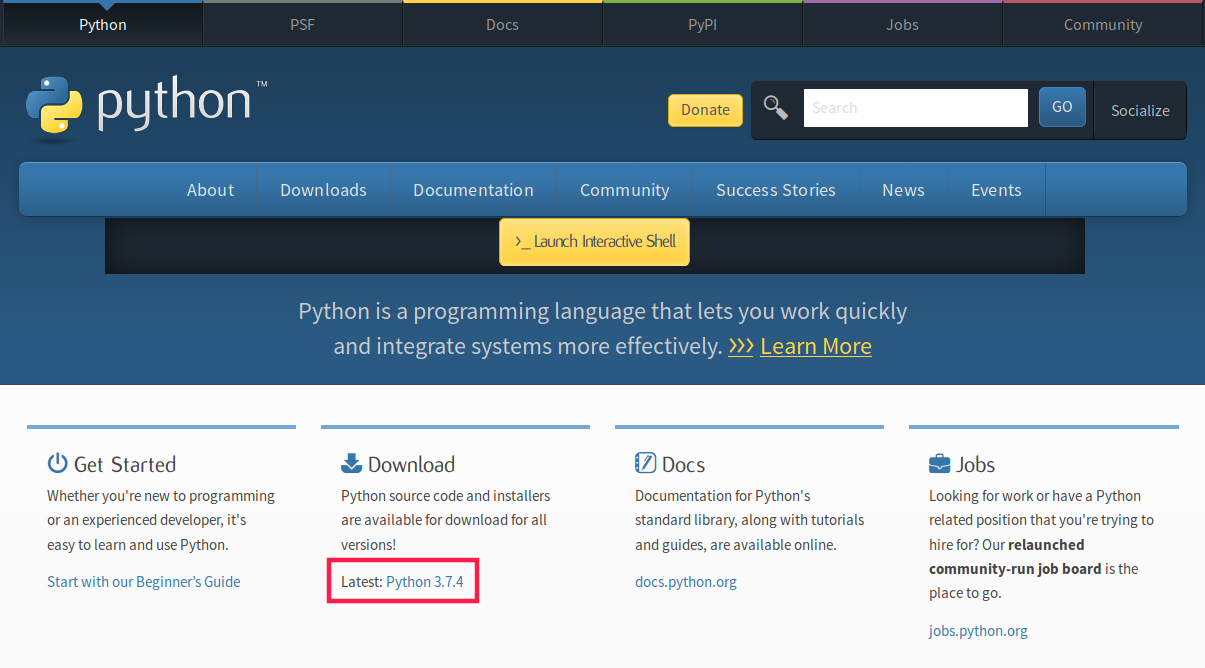 Python PSF Docs PyPI Jobs Community
python™
Donate Search GO Socialize
About Downloads Documentation Community Success Stories News Events
›_ Launch Interactive Shell
Python is a programming language that lets you work quickly
and integrate systems more effectively. >>> Learn More
Get Started
Whether you're new to programming
or an experienced developer, it's
easy to learn and use Python.
Start with our Beginner’s Guide
Download
Python source code and installers
are available for download for all
versions!
Latest: Python 3.7.4
Docs
Documentation for Python's
standard library, along with tutorials
and guides, are available online.
docs.python.org
Jobs
Looking for work or have a Python
related position that you're trying to
hire for? Our relaunched
community-run job board is the
place to go.
jobs.python.org